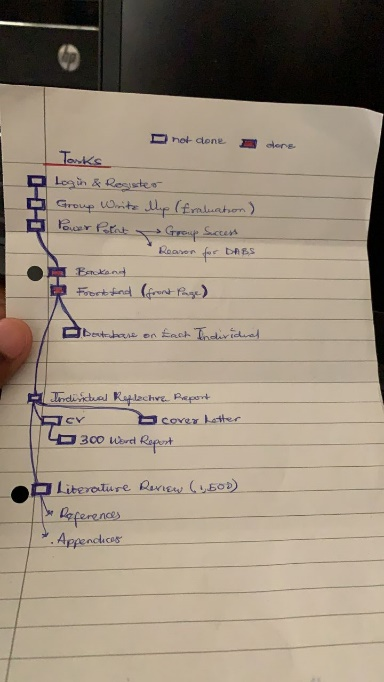 hp
not done done
Tasks
Login & Register
Group Write Up (Evaluation)
Power Point → Group Success
Reason for DABS
Backend
Frontend (front Page)
Database on Each Individual
Individual Reflective Report
CV cover Letter
300 Word Report
Literature Review (1,500)
References
Appendices